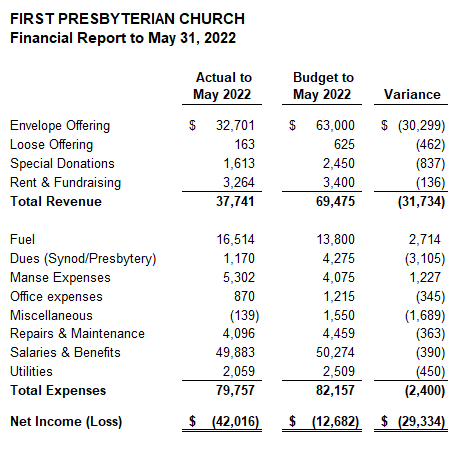 FIRST PRESBYTERIAN CHURCH
Financial Report to May 31, 2022
Actual to Budget to
May 2022 May 2022 Variance
Envelope Offering $ 32,701 $ 63,000 $ (30,299)
Loose Offering 163 625 (462)
Special Donations 1,613 2,450 (837)
Rent & Fundraising 3,264 3,400 (136)
Total Revenue 37,741 69,475 (31,734)
Fuel 16,514 13,800 2,714
Dues (Synod/Presbytery) 1,170 4,275 (3,105)
Manse Expenses 5,302 4,075 1,227
Office expenses 870 1,215 (345)
Miscellaneous (139) 1,550 (1,689)
Repairs & Maintenance 4,096 4,459 (363)
Salaries & Benefits 49,883 50,274 (390)
Utilities 2,059 2,509 (450)
Total Expenses 79,757 82,157 (2,400)
Net Income (Loss) $ (42,016) $ (12,682) $ (29,334)